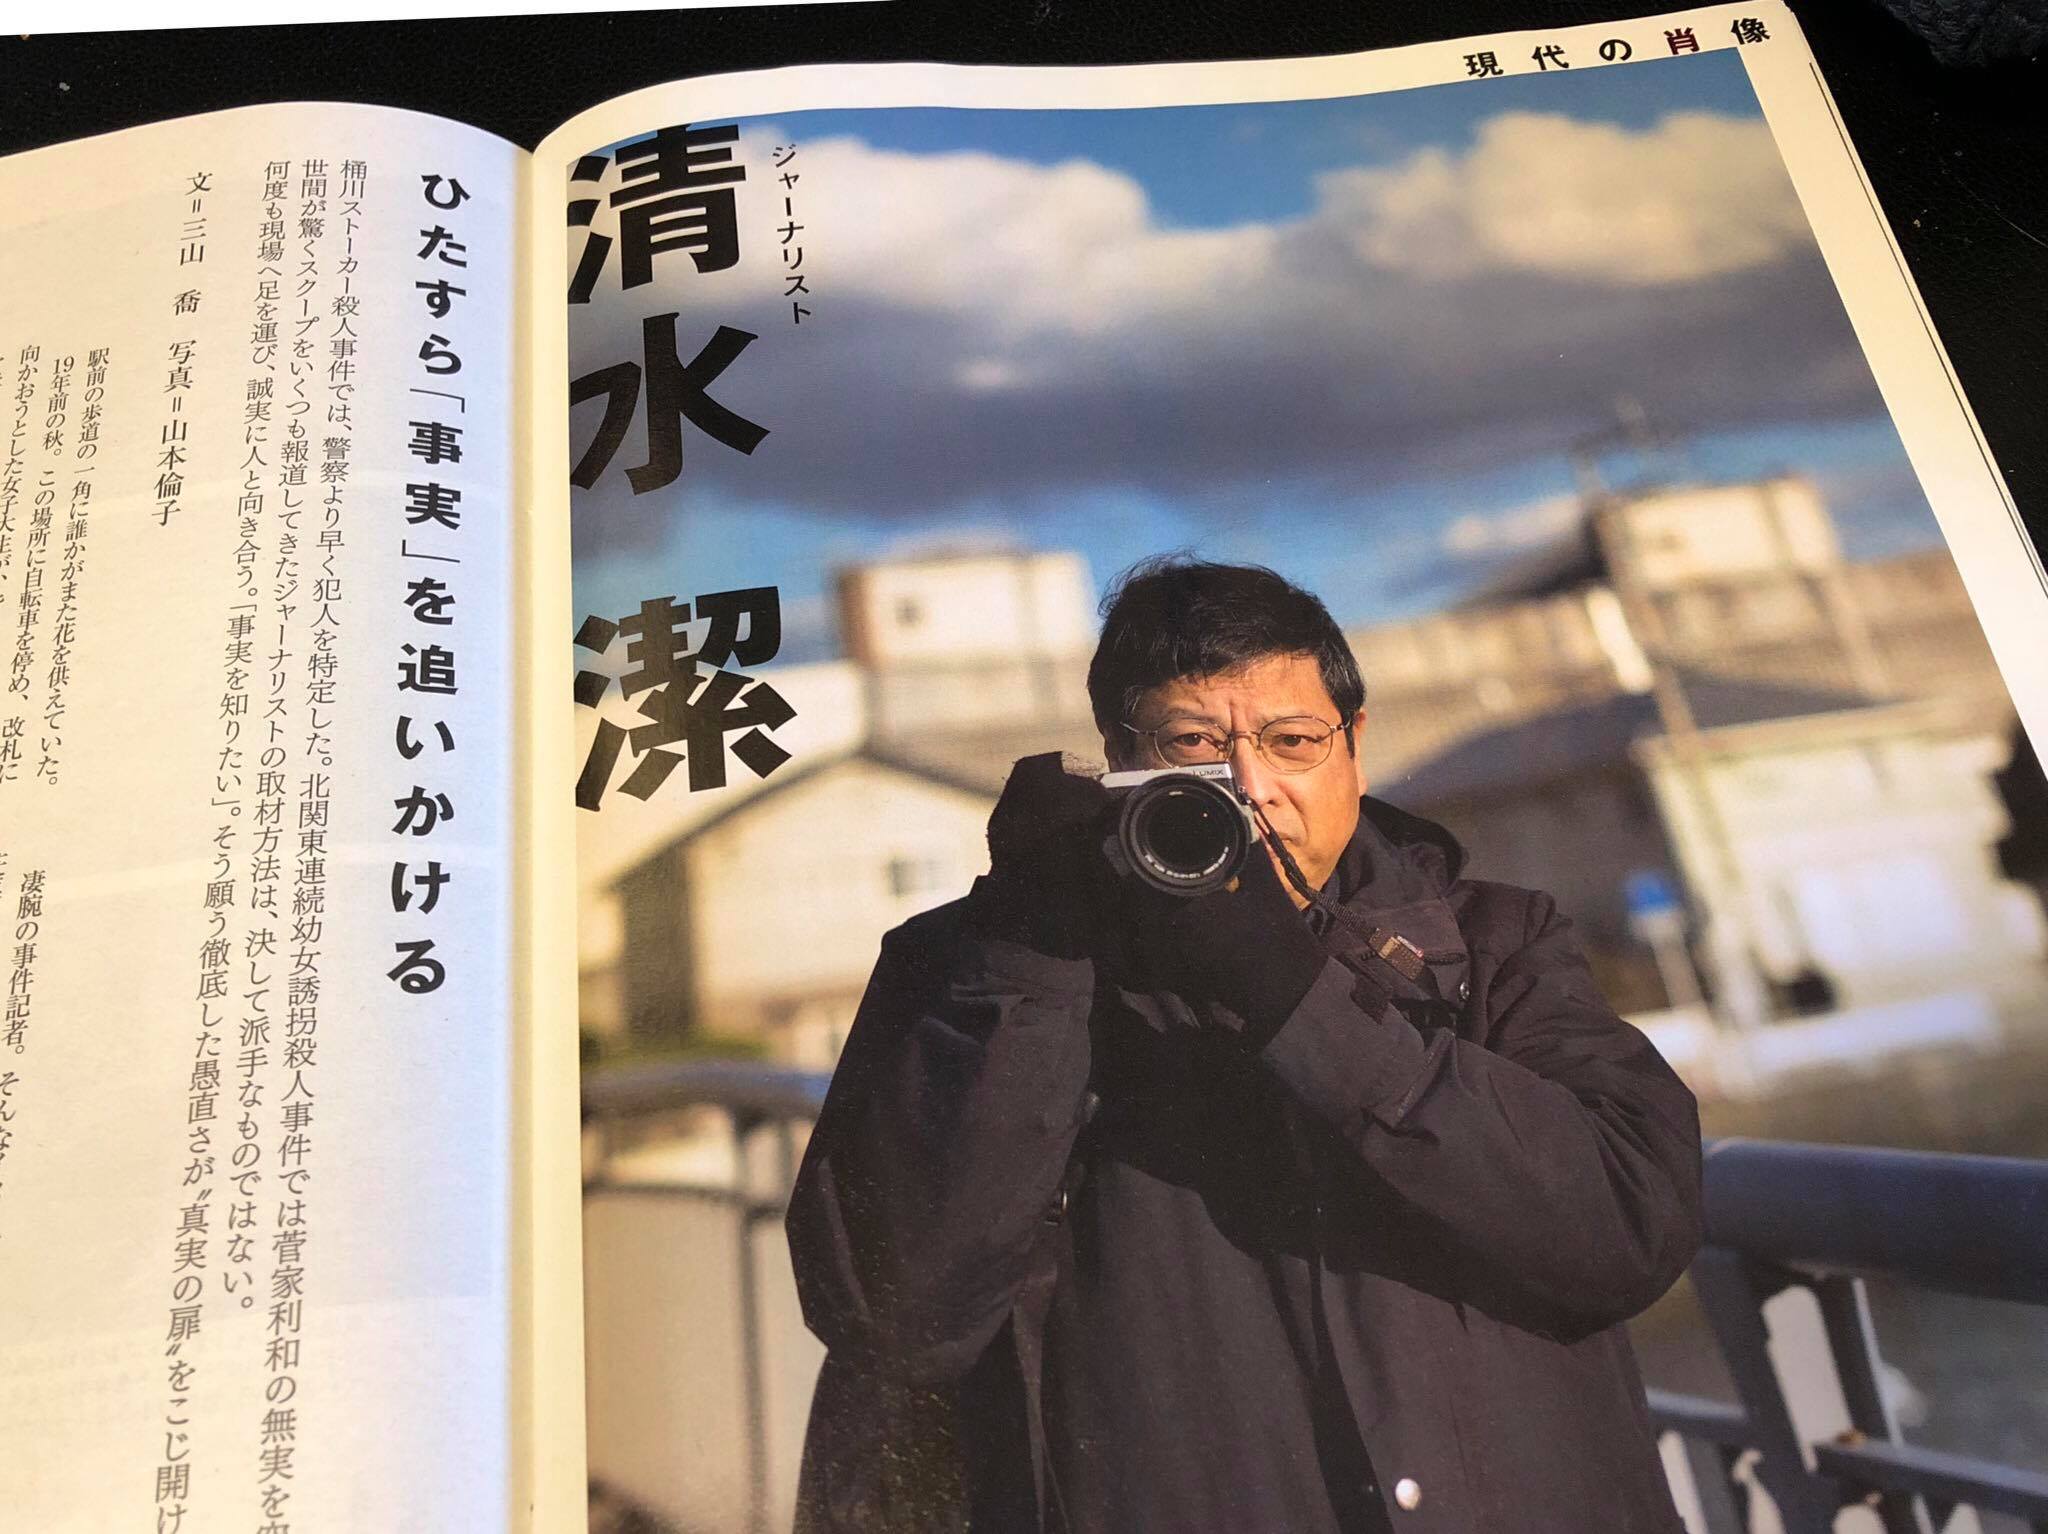 現代の肖像
ジャーナリスト
清水 潔
LUMIX
ひたすら「事実」を追いかける
桶川ストーカー殺人事件では、警察より早く犯人を特定した。北関東連続幼女誘拐殺人事件では菅家利和の無実を
世間が驚くスクープをいくつも報道してきたジャーナリストの取材方法は、決して派手なものではない。
何度も現場へ足を運び、誠実に人と向き合う。「事実を知りたい」。そう願う徹底した愚直さが〝真実の扉〟をこじ開け
文=三山 喬 写真=山本倫子
駅前の歩道の一角に誰かがまた花を供えていた。
19年前の秋。この場所に自転車を停め、改札に
向かおうとした女子大生が、
凄腕の事件記者。そんな